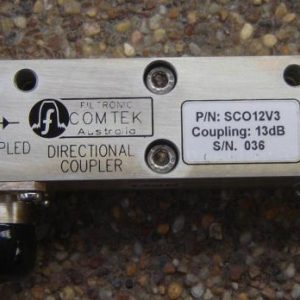 FILTRONIC
COMTEK
Australia
PLED
DIRECTIONAL
COUPLER
P/N: SCO12V3
Coupling: 13dB
S/N. 036